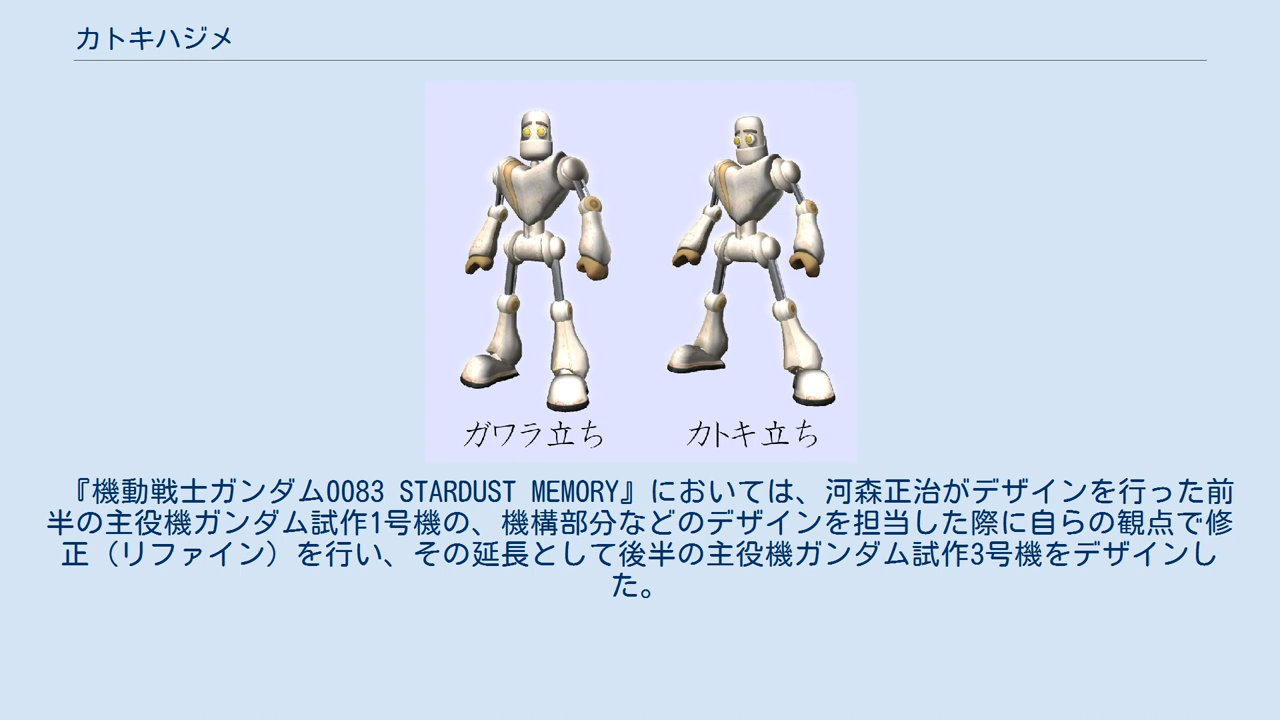 カトキハジメ
ガワラ立ち カトキ立ち
『機動戦士ガンダム0083 STARDUST MEMORY』においては、河森正治がデザインを行った前
半の主役機ガンダム試作1号機の、機構部分などのデザインを担当した際に自らの観点で修
正（リファイン）を行い、その延長として後半の主役機ガンダム試作3号機をデザインし
た。